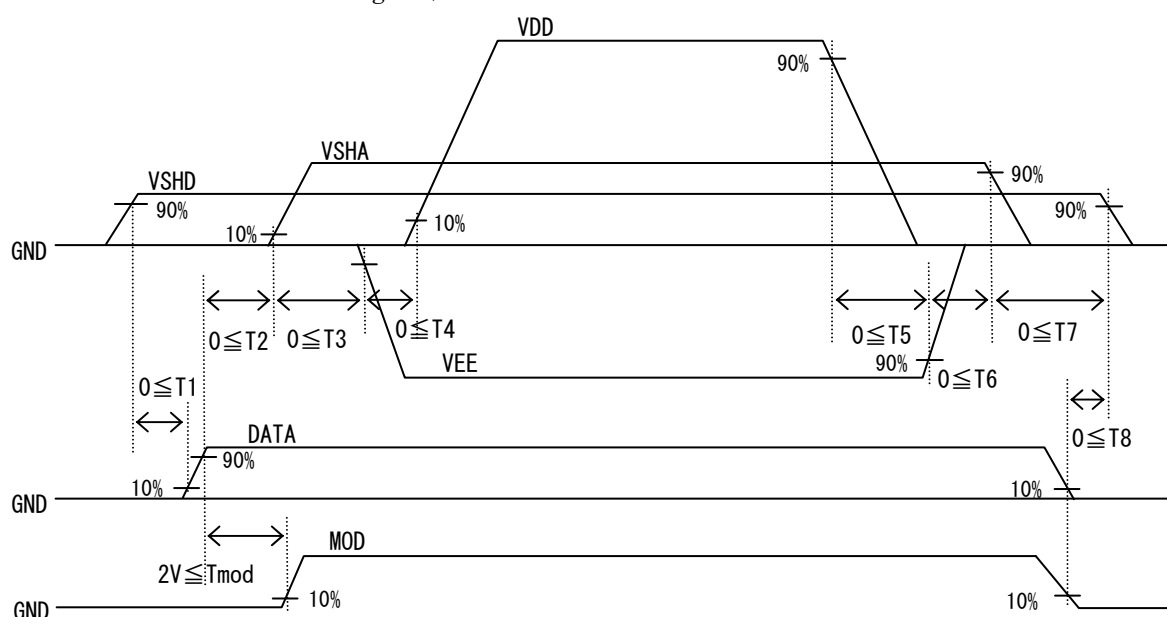 VDD
90%
VSHA
90%
VSHD
90%
90%
10%
10%
GND
0≦T2
0≦T3
0≦T4
0≦T5
0≦T7
VEE
90%
0≦T6
0≦T1
0≦T8
DATA
90%
10%
10%
GND
MOD
2V≦Tmod
10%
10%
GND